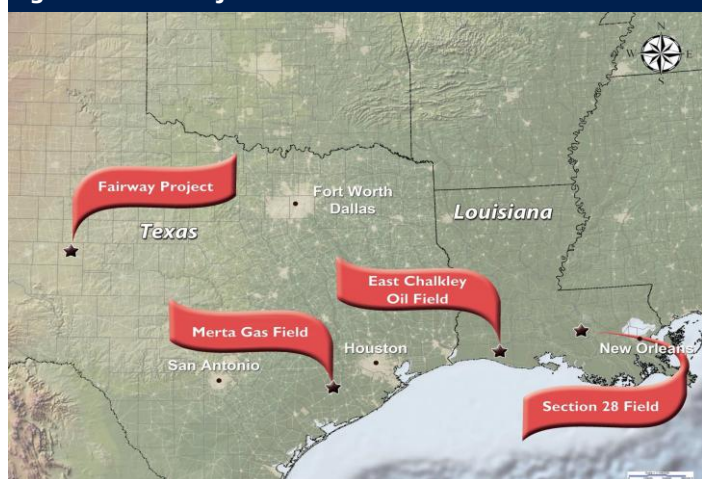 N
W
E
S
Fairway Project
Fort Worth
Dallas
Texas
Louisiana
East Chalkley
Oil Field
Merta Gas Field
Houston
San Antonio
New Orleans
Section 28 Field